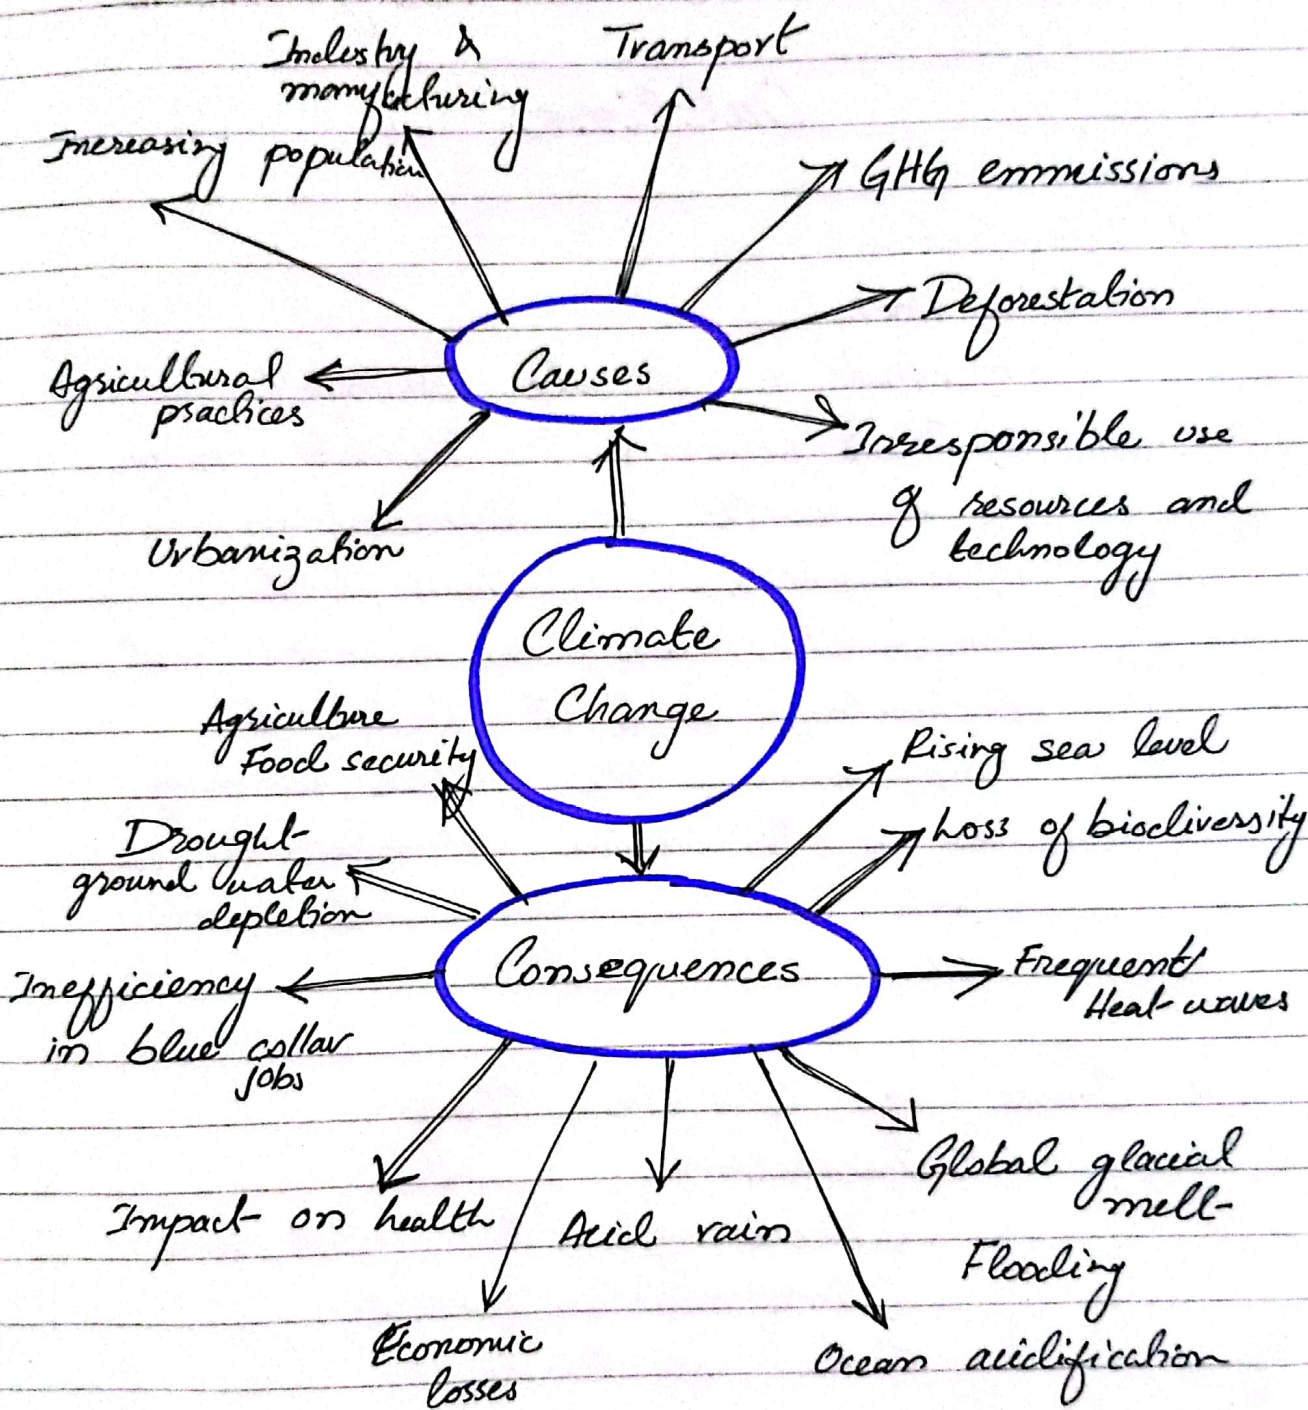 Industry &
manufacturing
Transport
Increasing population
GHG emmissions
Deforestation
Causes
Agricultural
practices
Irresponsible use
of resources and
technology
Urbanization
Climate
Change
Agriculture
Food security
Rising sea level
Loss of biodiversity
Drought
ground water
depletion
Consequences
Frequent
Heat waves
Inefficiency
in blue collar
jobs
Global glacial
melt
Impact on health
Acid rain
Flooding
Economic
losses
Ocean acidification